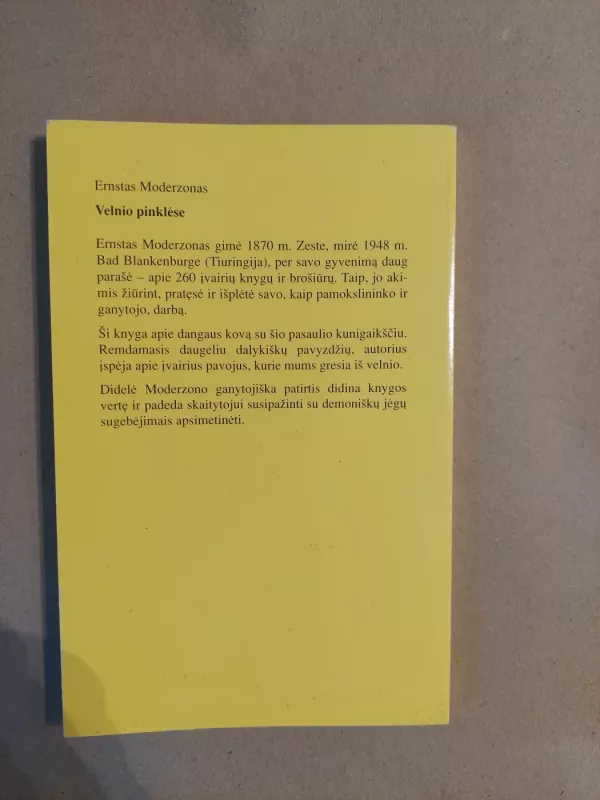 Ernstas Moderzonas
Velnio pinklėse
Ernstas Moderzonas gimė 1870 m. Zeste, mirė 1948 m.
Bad Blankenburge (Tiuringija), per savo gyvenimą daug
parašė – apie 260 įvairių knygų ir brošiūrų. Taip, jo aki-
mis žiūrint, pratęsė ir išplėtė savo, kaip pamokslininko ir
ganytojo, darbą.
Ši knyga apie dangaus kovą su šio pasaulio kunigaikščiu.
Remdamasis daugeliu dalykiškų pavyzdžių, autorius
įspėja apie įvairius pavojus, kurie mums gresia iš velnio.
Didelė Moderzono ganytojiška patirtis didina knygos
vertę ir padeda skaitytojui susipažinti su demoniškų jėgų
sugebėjimais apsimetinėti.